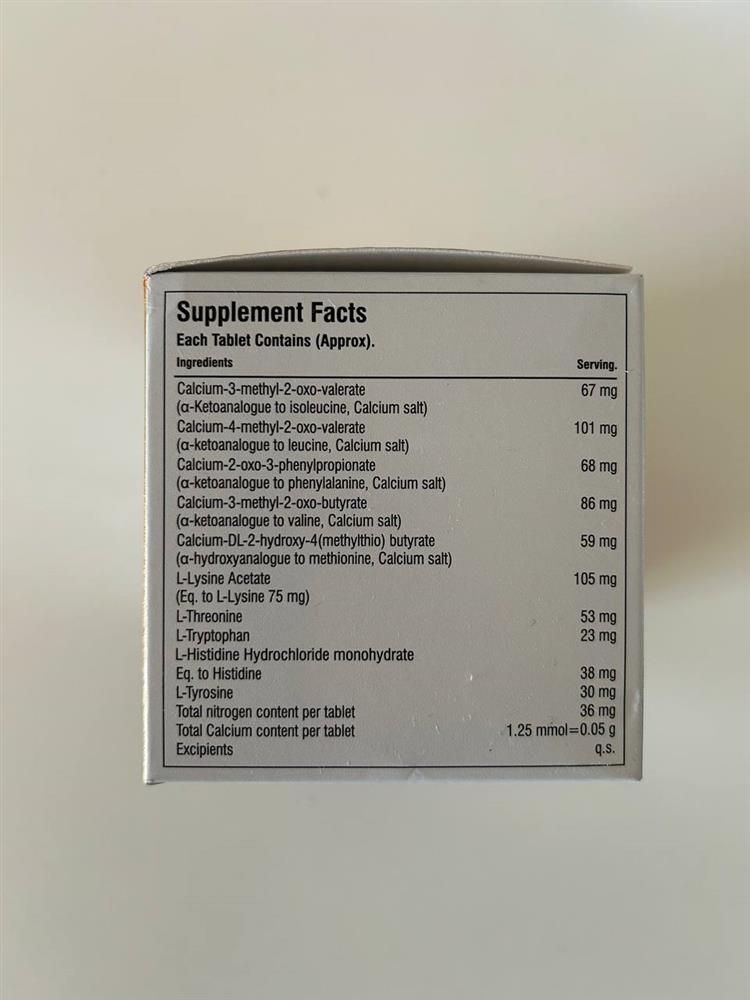 Supplement Facts
Each Tablet Contains (Approx).
Ingredients Serving.
Calcium-3-methyl-2-oxo-valerate 67 mg
(α-Ketoanalogue to isoleucine, Calcium salt)
Calcium-4-methyl-2-oxo-valerate 101 mg
(α-ketoanalogue to leucine, Calcium salt)
Calcium-2-oxo-3-phenylpropionate 68 mg
(α-ketoanalogue to phenylalanine, Calcium salt)
Calcium-3-methyl-2-oxo-butyrate 86 mg
(α-ketoanalogue to valine, Calcium salt)
Calcium-DL-2-hydroxy-4(methylthio) butyrate 59 mg
(α-hydroxyanalogue to methionine, Calcium salt)
L-Lysine Acetate 105 mg
(Eq. to L-Lysine 75 mg)
L-Threonine 53 mg
L-Tryptophan 23 mg
L-Histidine Hydrochloride monohydrate
Eq. to Histidine 38 mg
L-Tyrosine 30 mg
Total nitrogen content per tablet 36 mg
Total Calcium content per tablet 1.25 mmol=0.05 g
Excipients q.s.